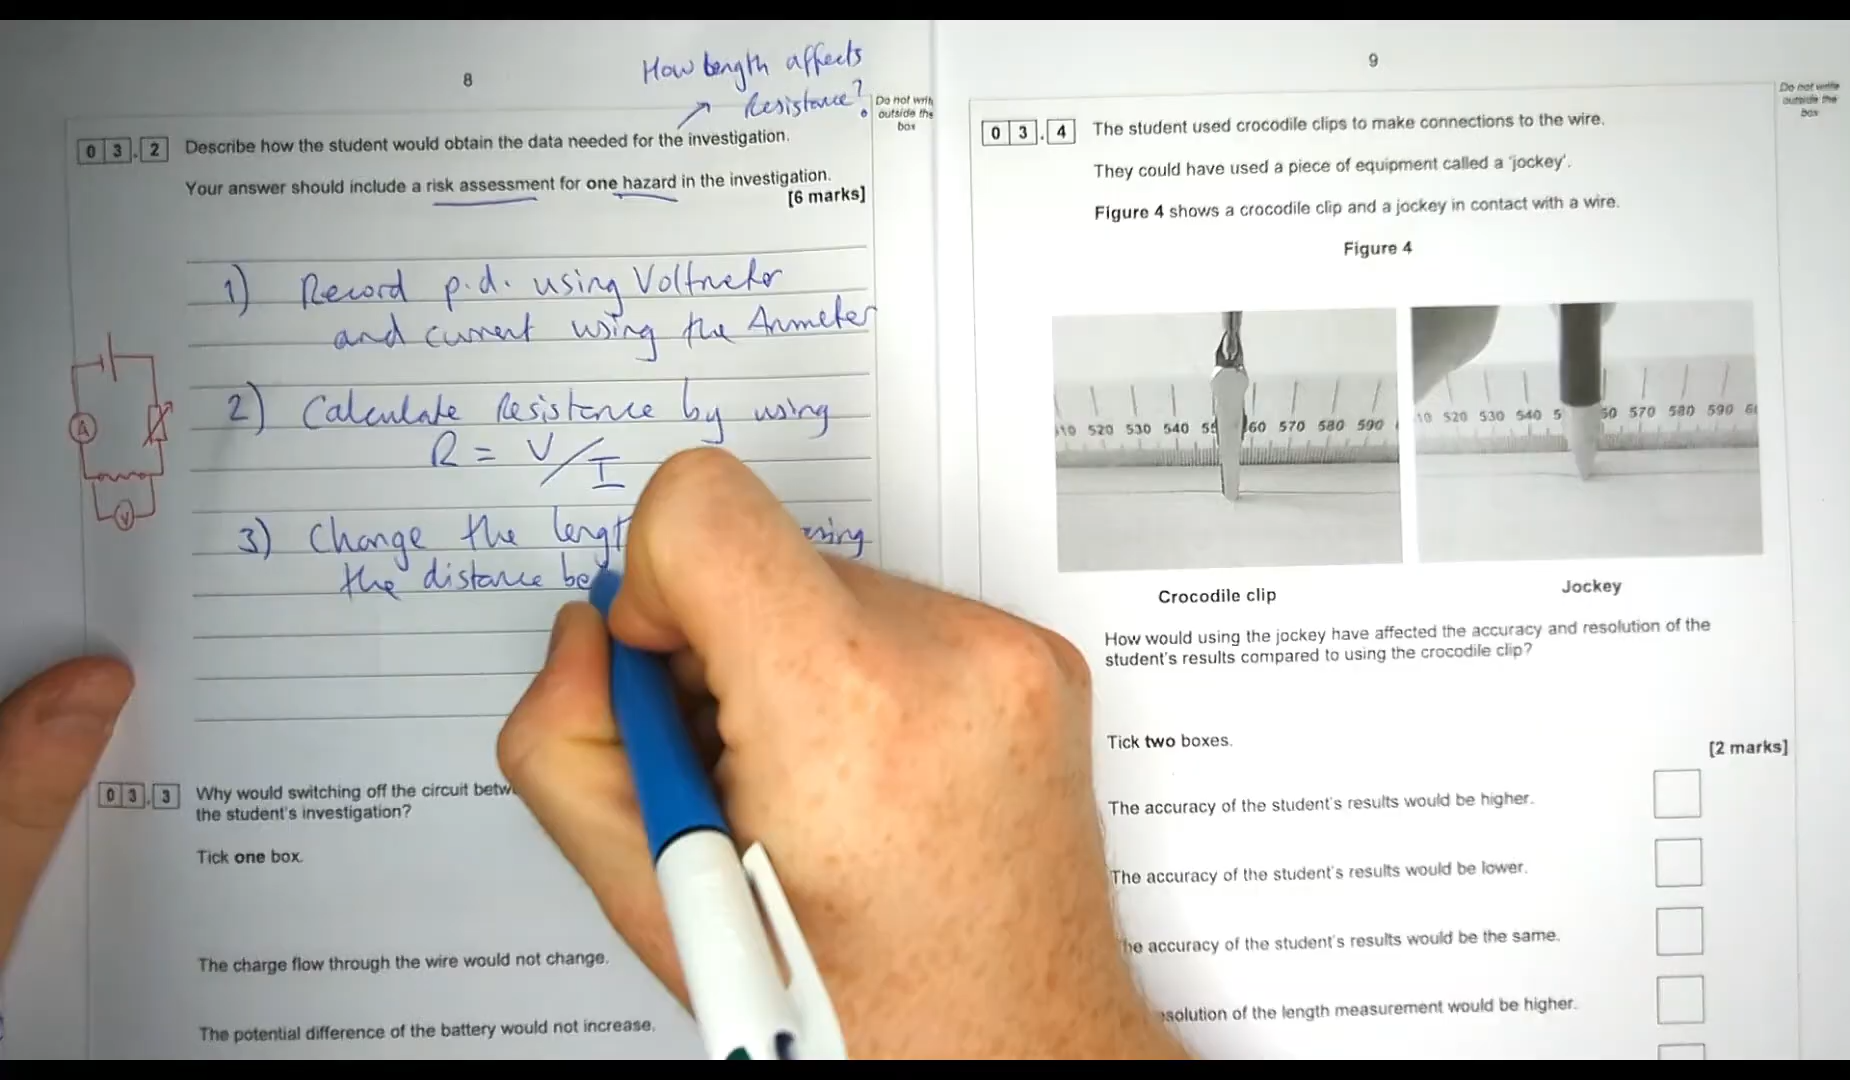 8
How length affects
Resistance?
Do not write
outside the
box
0 3 . 2 Describe how the student would obtain the data needed for the investigation.
Your answer should include a risk assessment for one hazard in the investigation.
[6 marks]
1) Record p.d. using Voltmeter
and current using the Ammeter
2) Calculate Resistance by using
R = V/I
3) Change the length
the distance be
A
V
0 3 . 3 Why would switching off the circuit betw
the student's investigation?
Tick one box.
The charge flow through the wire would not change.
The potential difference of the battery would not increase.
9
Do not write
outside the
box
0 3 . 4 The student used crocodile clips to make connections to the wire.
They could have used a piece of equipment called a 'jockey'.
Figure 4 shows a crocodile clip and a jockey in contact with a wire.
Figure 4
510 520 530 540 55 560 570 580 590
10 520 530 540 5 50 570 580 590 6
Crocodile clip
Jockey
How would using the jockey have affected the accuracy and resolution of the
student's results compared to using the crocodile clip?
Tick two boxes.
[2 marks]
The accuracy of the student's results would be higher.
The accuracy of the student's results would be lower.
he accuracy of the student's results would be the same.
solution of the length measurement would be higher.